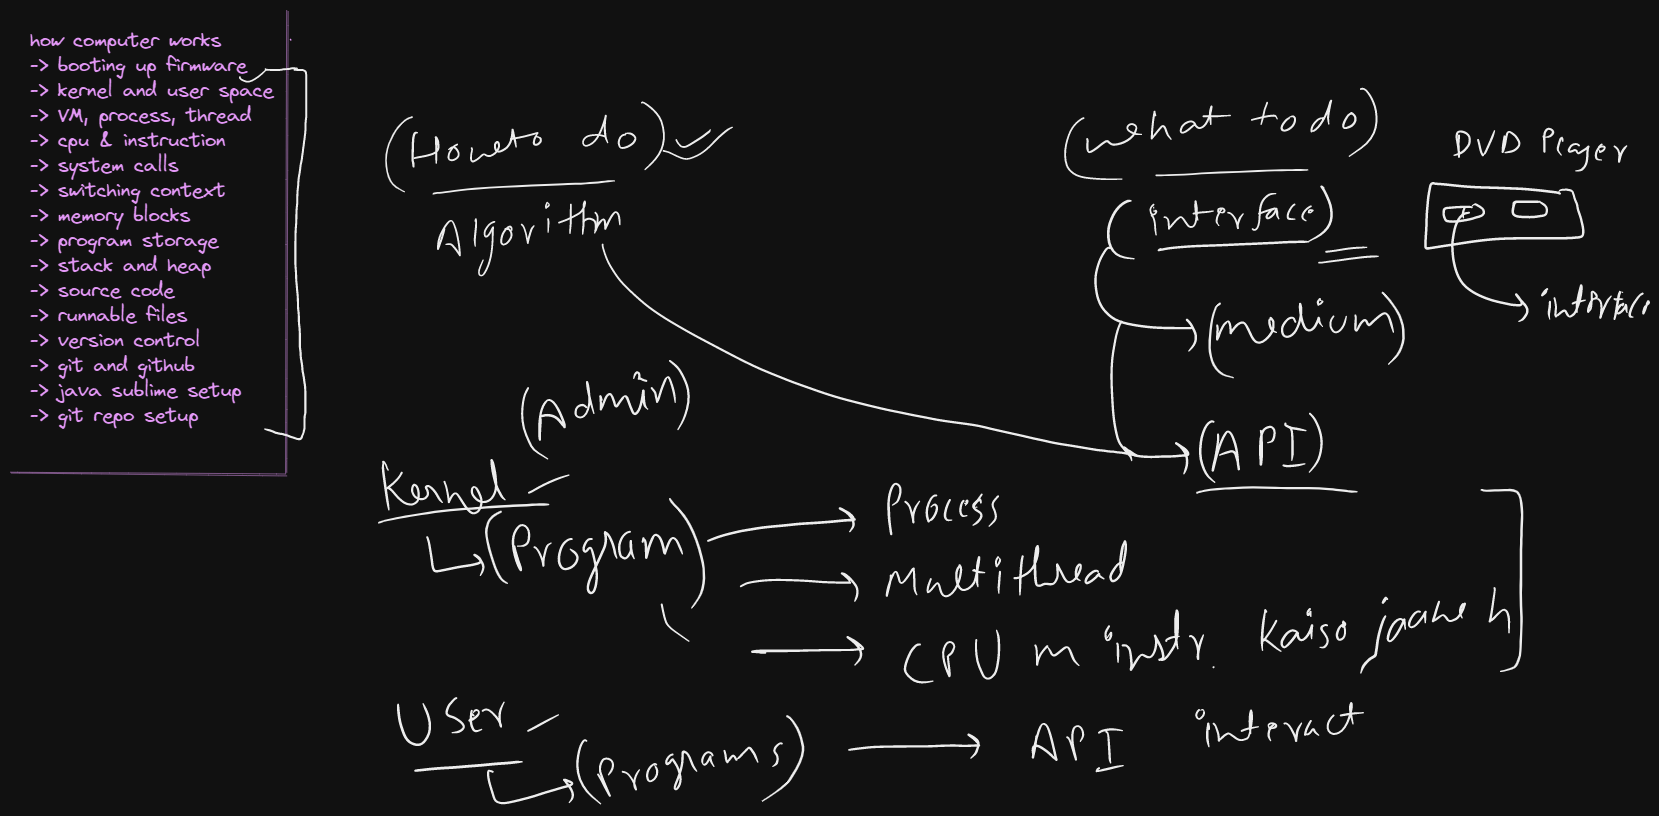 how computer works
-> booting up firmware
-> kernel and user space
-> VM, process, thread
-> cpu & instruction
-> system calls
-> switching context
-> memory blocks
-> program storage
-> stack and heap
-> source code
-> runnable files
-> version control
-> git and github
-> java sublime setup
-> git repo setup
(How to do)
Algorithm
(what to do)
(interface)
(medium)
(API)
DVD Player
interface
(Admin)
Kernel -
(Program)
Process
Multithread
CPU m instr. kaise jaane h
User -
(Programs)
API interact